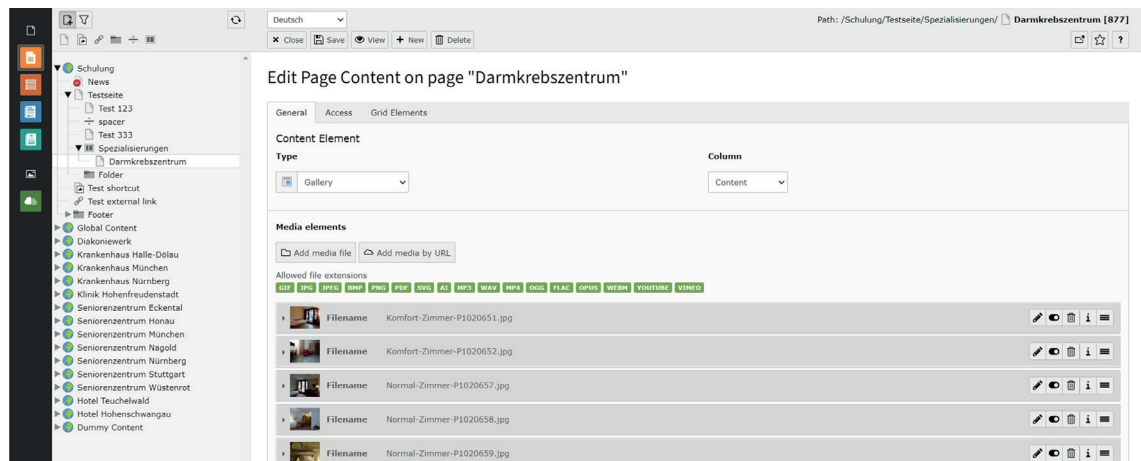 Deutsch
Path: /Schulung/Testseite/Spezialisierungen/ Darmkrebszentrum [877]
Close
Save
View
New
Delete
?
Schulung
News
Testseite
Test 123
spacer
Test 333
Spezialisierungen
Darmkrebszentrum
Folder
Test shortcut
Test external link
Footer
Global Content
Diakoniewerk
Krankenhaus Halle-Dölau
Krankenhaus München
Krankenhaus Nürnberg
Klinik Hohenfreudenstadt
Seniorenzentrum Eckental
Seniorenzentrum Honau
Seniorenzentrum München
Seniorenzentrum Nagold
Seniorenzentrum Nürnberg
Seniorenzentrum Stuttgart
Seniorenzentrum Wüstenrot
Hotel Teuchelwald
Hotel Hohenschwangau
Dummy Content
Edit Page Content on page "Darmkrebszentrum"
General Access Grid Elements
Content Element
Type Column
Gallery Content
Media elements
Add media file Add media by URL
Allowed file extensions
GIF JPG JPEG BMP PNG PDF SVG AI MP3 WAV MP4 OGG FLAC OPUS WEBM YOUTUBE VIMEO
Filename Komfort-Zimmer-P1020651.jpg
Filename Komfort-Zimmer-P1020652.jpg
Filename Normal-Zimmer-P1020657.jpg
Filename Normal-Zimmer-P1020658.jpg
Filename Normal-Zimmer-P1020659.jpg